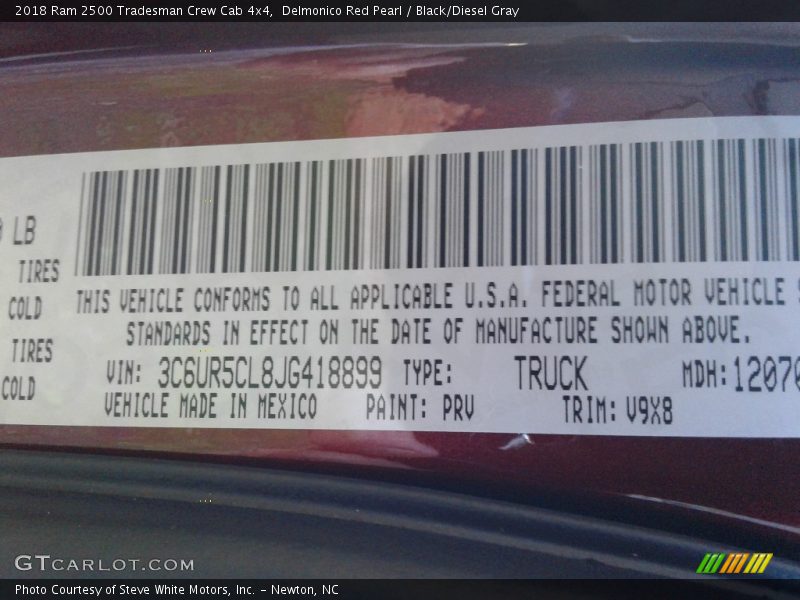 2018 Ram 2500 Tradesman Crew Cab 4x4, Delmonico Red Pearl / Black/Diesel Gray
LB
TIRES
COLD
TIRES
COLD
THIS VEHICLE CONFORMS TO ALL APPLICABLE U.S.A. FEDERAL MOTOR VEHICLE
STANDARDS IN EFFECT ON THE DATE OF MANUFACTURE SHOWN ABOVE.
VIN: 3C6UR5CL8JG418899 TYPE: TRUCK MDH: 12070
VEHICLE MADE IN MEXICO PAINT: PRV TRIM: V9X8
GTCARLOT.COM
Photo Courtesy of Steve White Motors, Inc. – Newton, NC